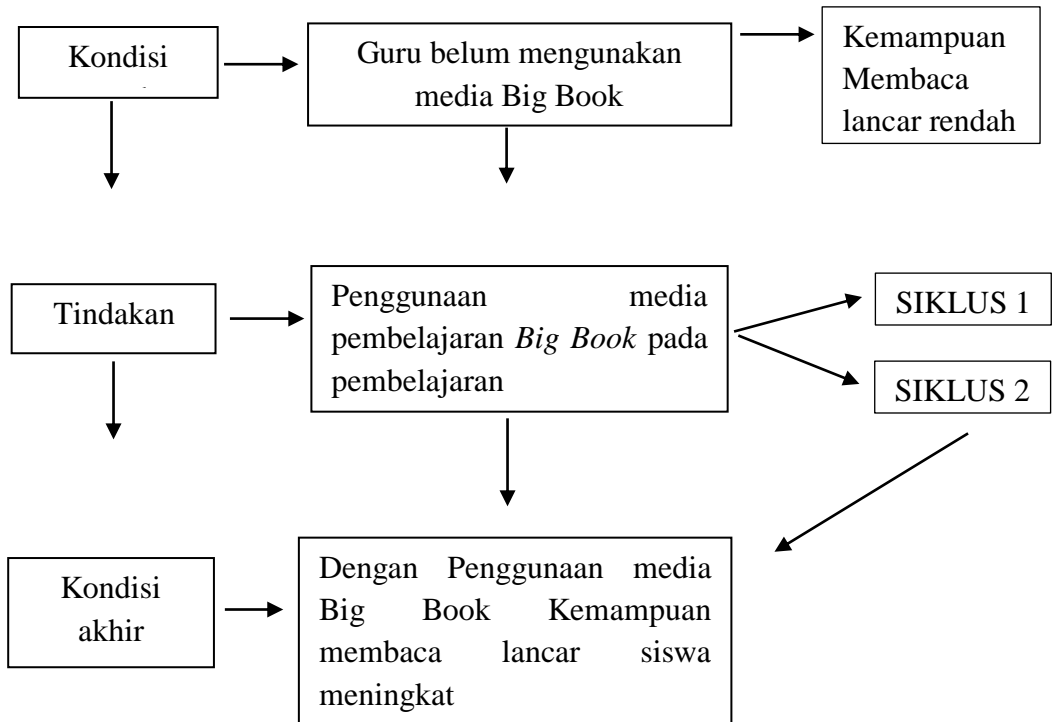 Kondisi
Guru belum mengunakan
media Big Book
Kemampuan
Membaca
lancar rendah
Tindakan
Penggunaan media
pembelajaran Big Book pada
pembelajaran
SIKLUS 1
SIKLUS 2
Kondisi
akhir
Dengan Penggunaan media
Big Book Kemampuan
membaca lancar siswa
meningkat